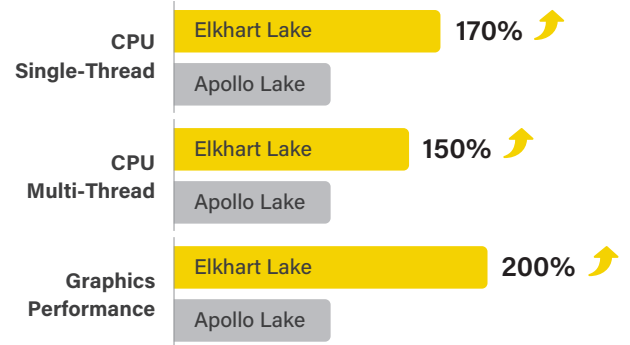 CPU
Single-Thread
Elkhart Lake
170%
Apollo Lake
CPU
Multi-Thread
Elkhart Lake
150%
Apollo Lake
Graphics
Performance
Elkhart Lake
200%
Apollo Lake